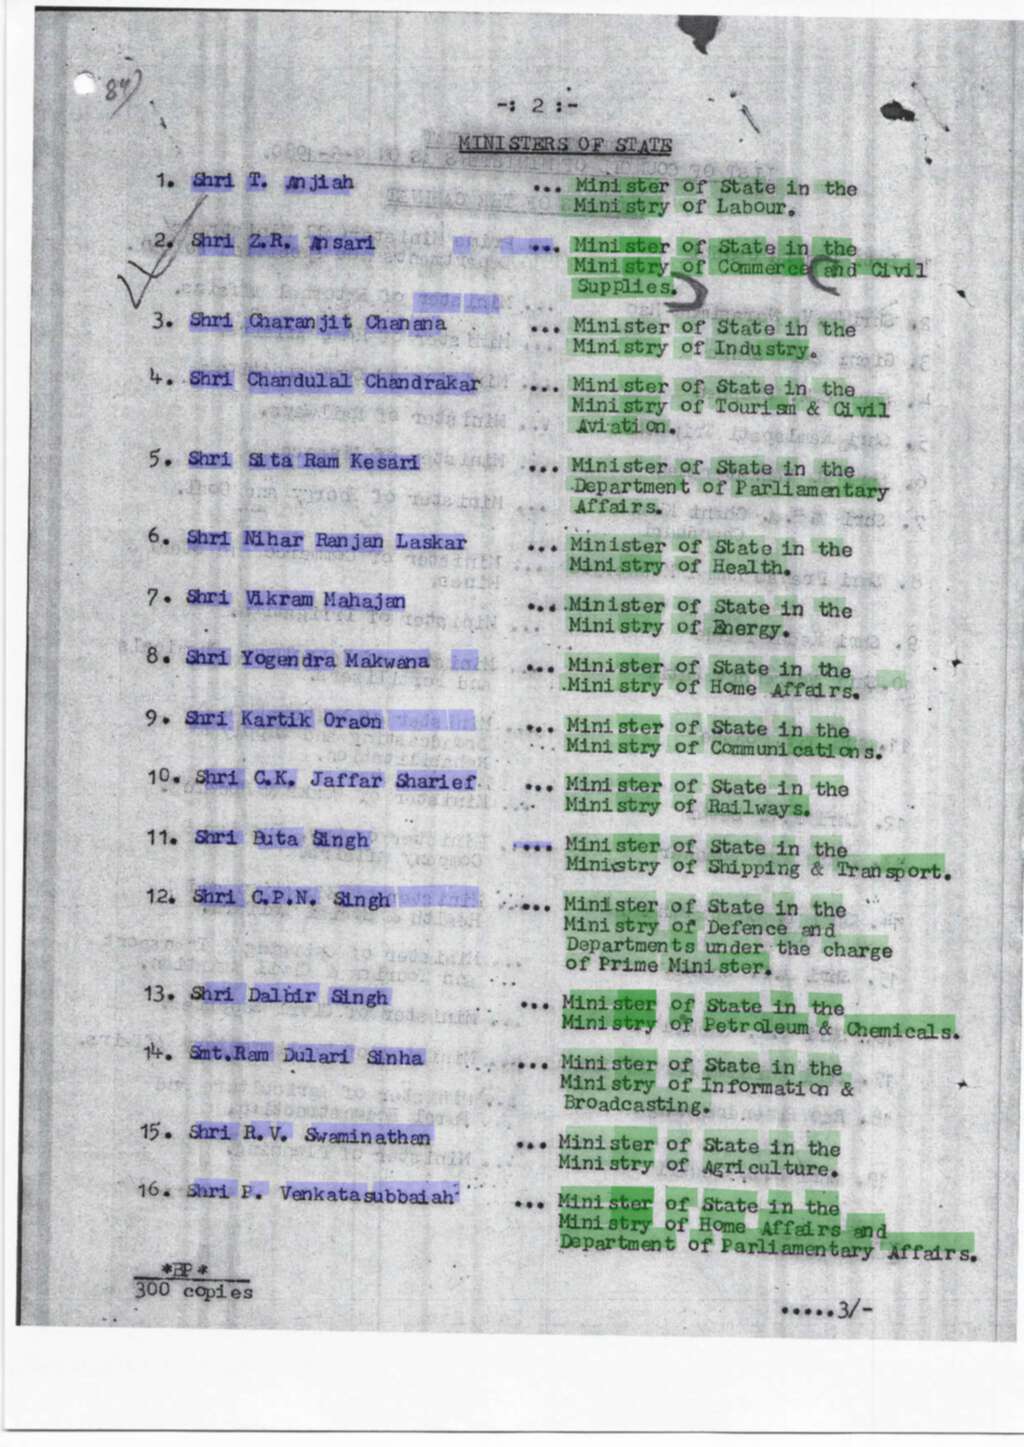 87)
-: 2 :-
MINISTERS OF STATE
1. Shri T. Anjiah ... Minister of State in the
Ministry of Labour.
2. Shri Z.R. Ansari ... Minister of State in the
Ministry of Commerce and Civil
Supplies.
3. Shri Charanjit Chanana ... Minister of State in the
Ministry of Industry.
4. Shri Chandulal Chandrakar ... Minister of State in the
Ministry of Tourism & Civil
Aviation.
5. Shri Sita Ram Kesari ... Minister of State in the
Department of Parliamentary
Affairs.
6. Shri Nihar Ranjan Laskar ... Minister of State in the
Ministry of Health.
7. Shri Vikram Mahajan ... Minister of State in the
Ministry of Energy.
8. Shri Yogendra Makwana ... Minister of State in the
Ministry of Home Affairs.
9. Shri Kartik Oraon ... Minister of State in the
Ministry of Communications.
10. Shri C.K. Jaffar Sharief ... Minister of State in the
Ministry of Railways.
11. Shri Buta Singh ... Minister of State in the
Ministry of Shipping & Transport.
12. Shri C.P.N. Singh ... Minister of State in the
Ministry of Defence and
Departments under the charge
of Prime Minister.
13. Shri Dalbir Singh ... Minister of State in the
Ministry of Petroleum & Chemicals.
14. Smt.Ram Dulari Sinha ... Minister of State in the
Ministry of Information &
Broadcasting.
15. Shri R.V. Swaminathan ... Minister of State in the
Ministry of Agriculture.
16. Shri P. Venkatasubbaiah ... Minister of State in the
Ministry of Home Affairs and
Department of Parliamentary Affairs.
*BP*
300 copies
.....3/-